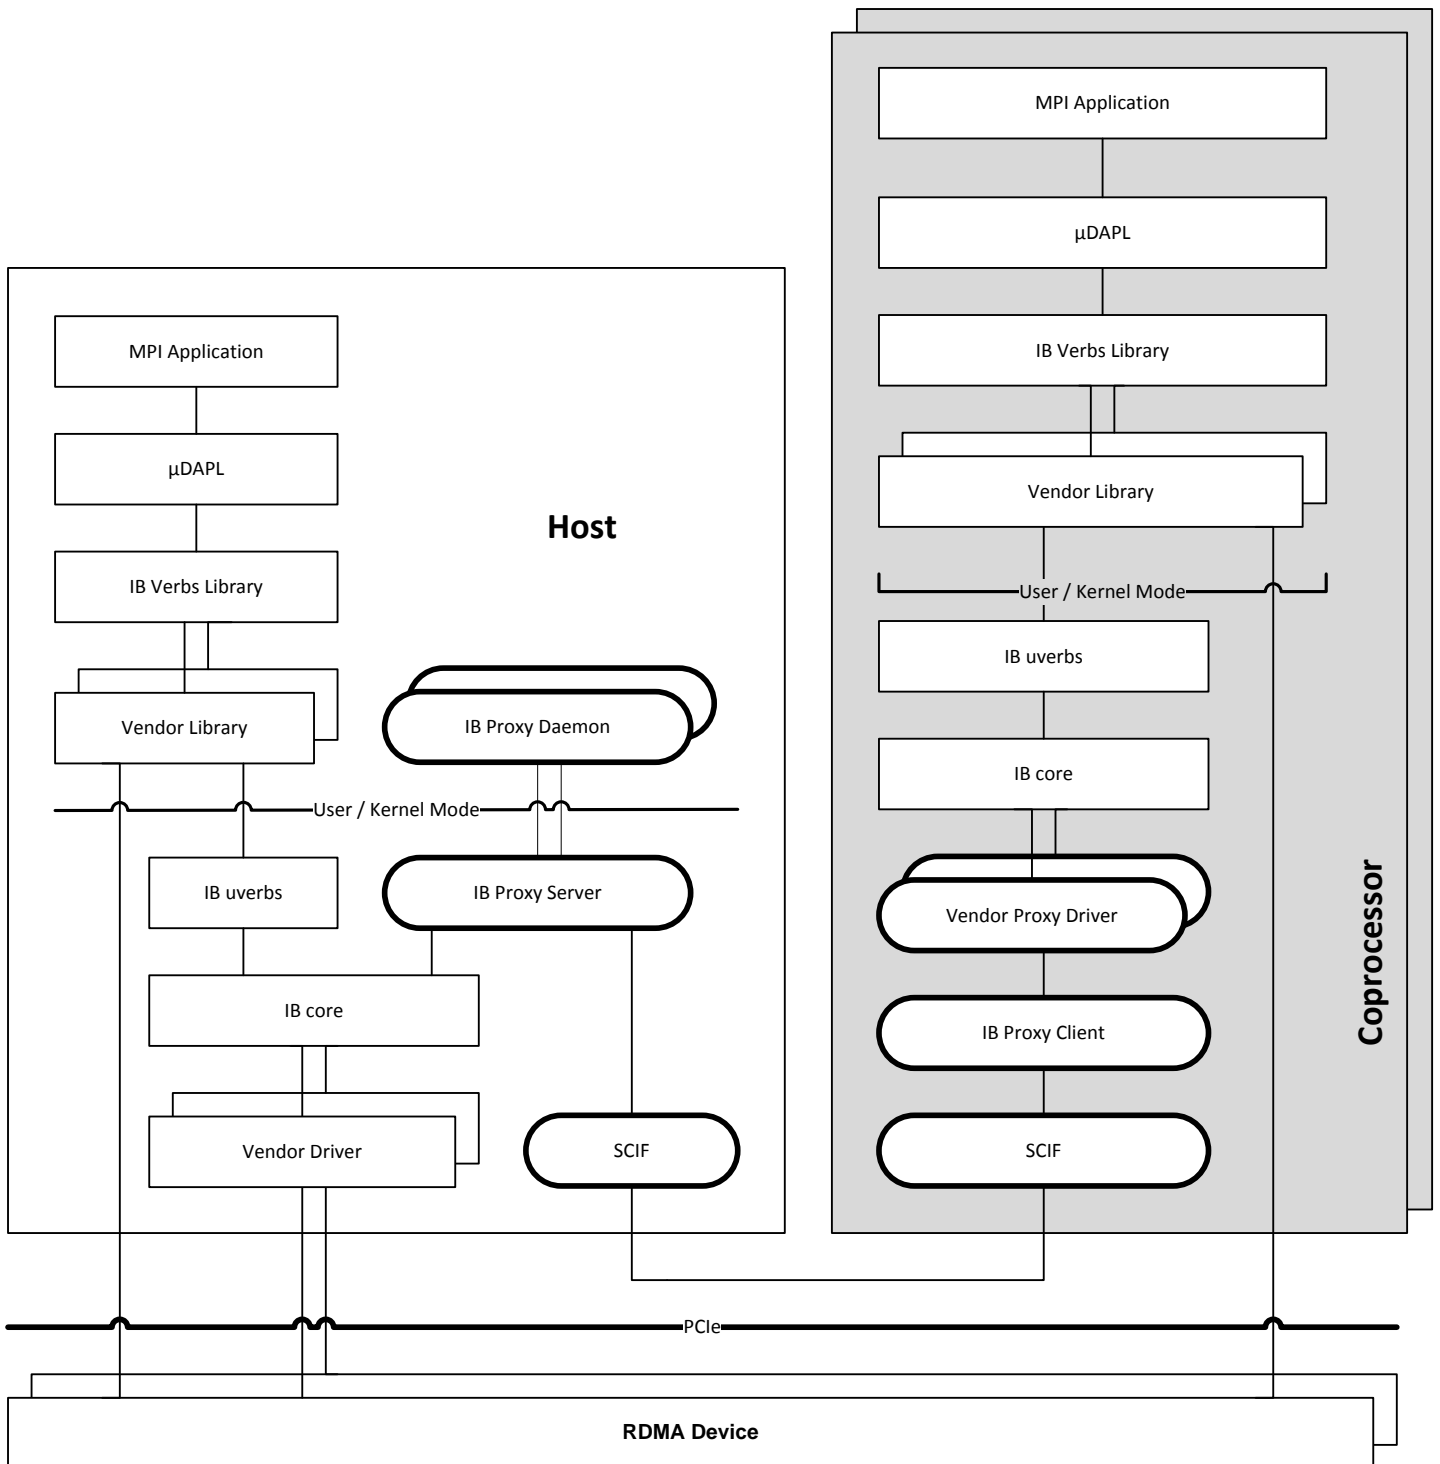 MPI Application
µDAPL
IB Verbs Library
Vendor Library
User / Kernel Mode
IB uverbs
IB core
Vendor Proxy Driver
IB Proxy Client
SCIF
Coprocessor
Host
MPI Application
µDAPL
IB Verbs Library
Vendor Library
IB Proxy Daemon
User / Kernel Mode
IB uverbs
IB Proxy Server
IB core
Vendor Driver
SCIF
PCIe
RDMA Device